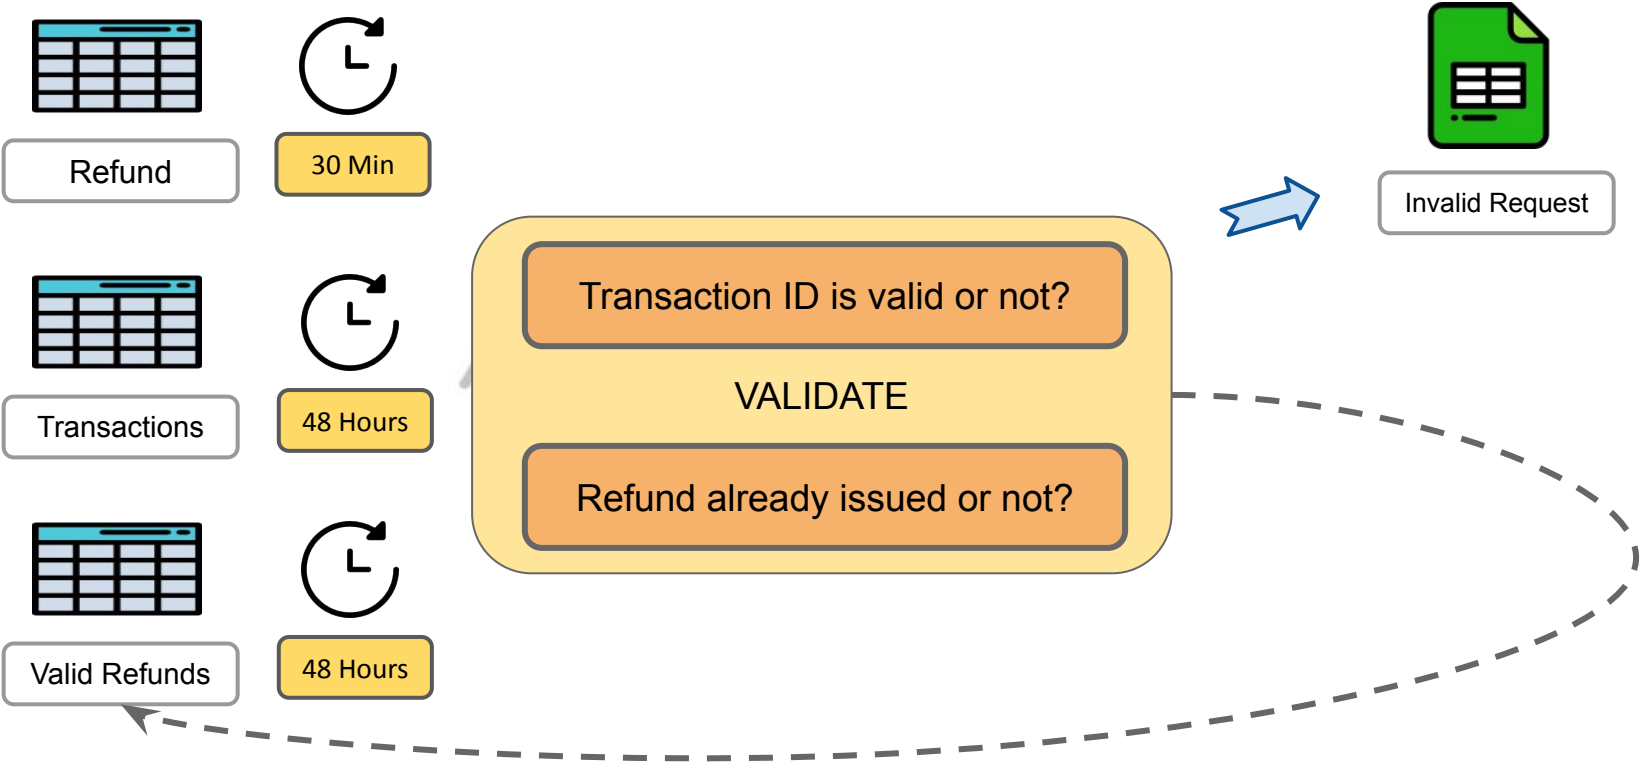 Refund
30 Min
Invalid Request
Transaction ID is valid or not?
Transactions
48 Hours
VALIDATE
Refund already issued or not?
Valid Refunds
48 Hours